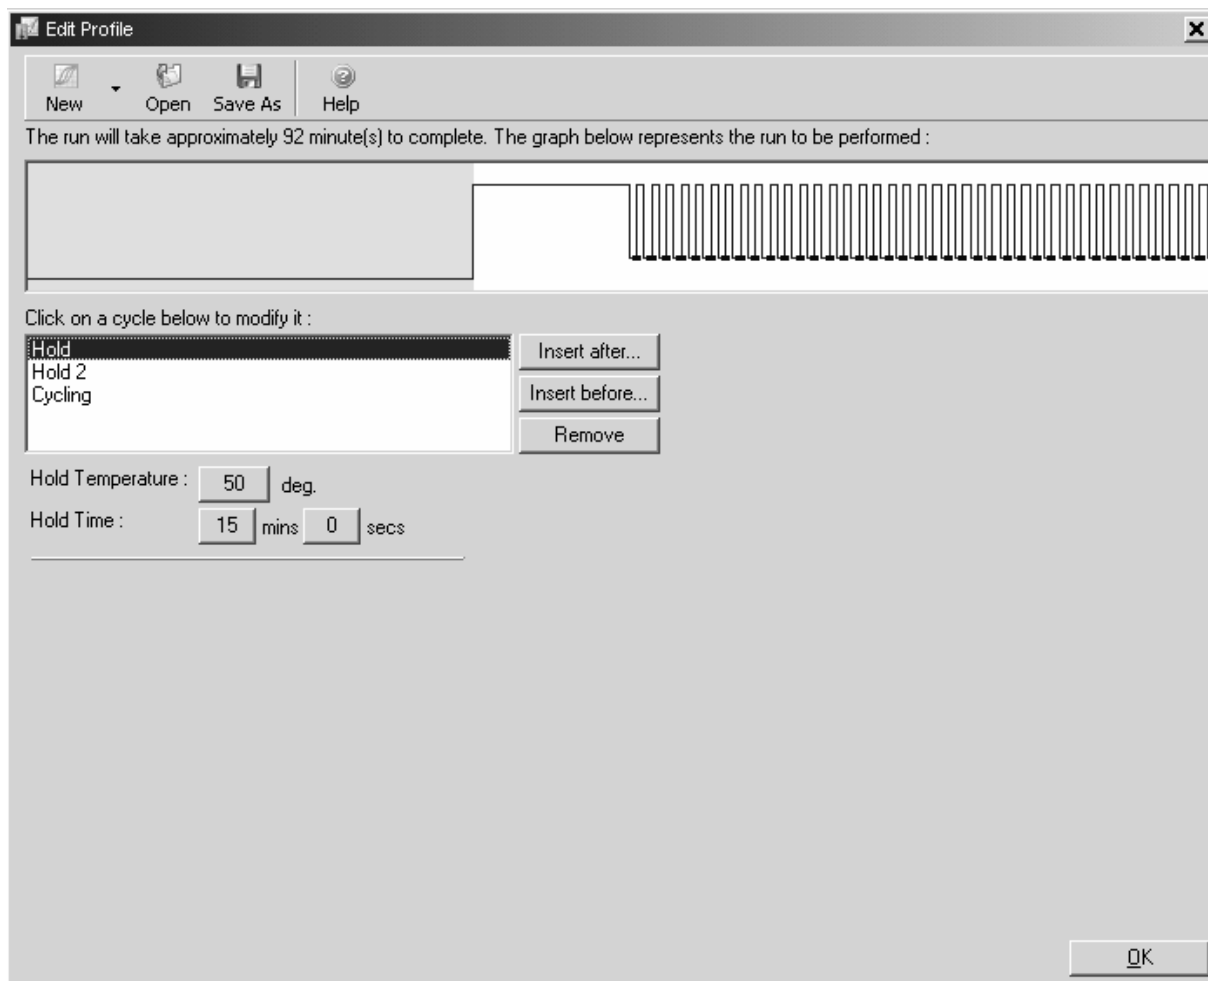 Edit Profile
New Open Save As Help
The run will take approximately 92 minute(s) to complete. The graph below represents the run to be performed :
Click on a cycle below to modify it :
Hold
Hold 2
Cycling
Insert after...
Insert before...
Remove
Hold Temperature : 50 deg.
Hold Time : 15 mins 0 secs
OK